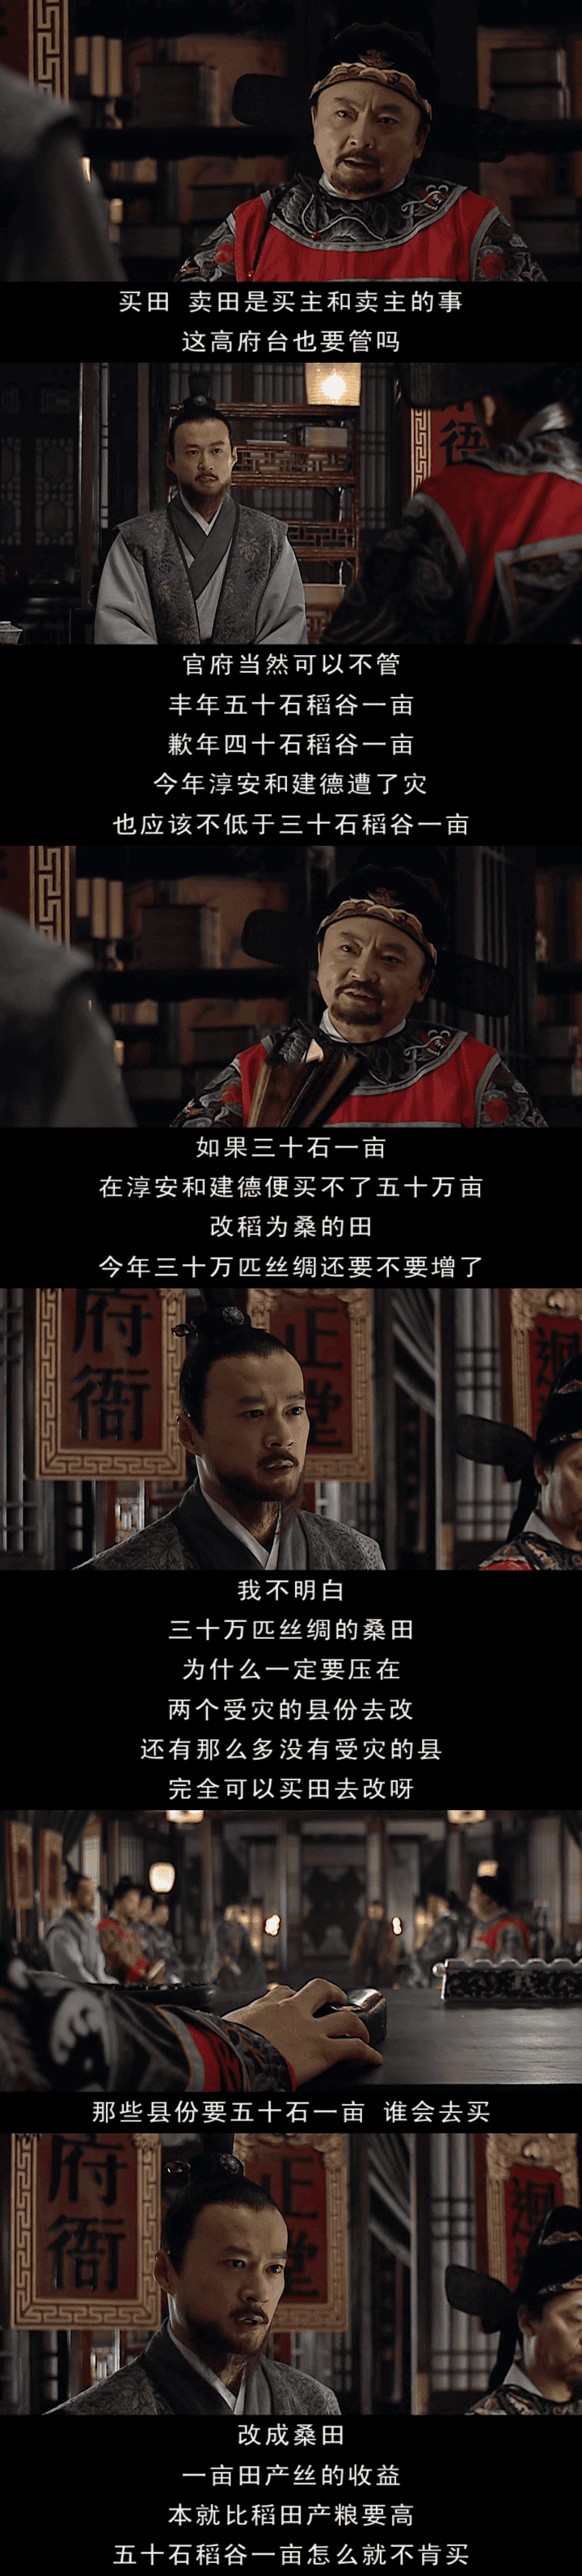 买田 卖田是买主和卖主的事
这高府台也要管吗
官府当然可以不管
丰年五十石稻谷一亩
歉年四十石稻谷一亩
今年淳安和建德遭了灾
也应该不低于三十石稻谷一亩
如果三十石一亩
在淳安和建德便买不了五十万亩
改稻为桑的田
今年三十万匹丝绸还要不要增了
府衙
正堂
我不明白
三十万匹丝绸的桑田
为什么一定要压在
两个受灾的县份去改
还有那么多没有受灾的县
完全可以买田去改呀
那些县份要五十石一亩 谁会去买
府衙
正堂
改成桑田
一亩田产丝的收益
本就比稻田产粮要高
五十石稻谷一亩怎么就不肯买